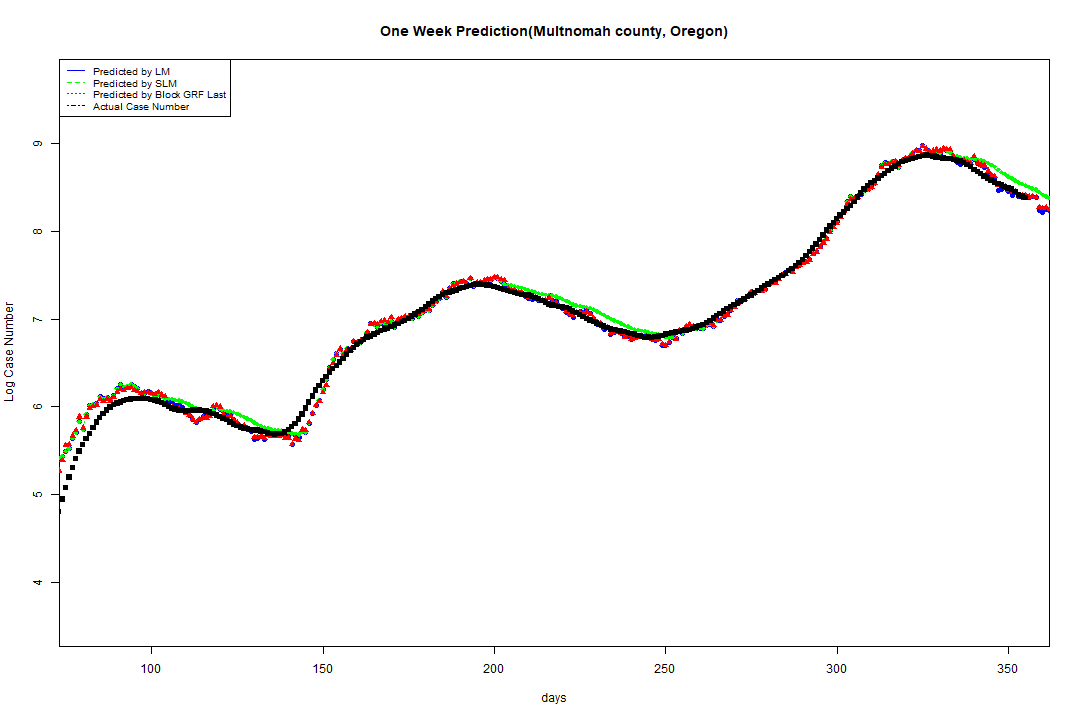 One Week Prediction(Multnomah county, Oregon)
Predicted by LM
Predicted by SLM
Predicted by Block GRF Last
Actual Case Number
Log Case Number
9
8
7
6
5
4
100 150 200 250 300 350
days